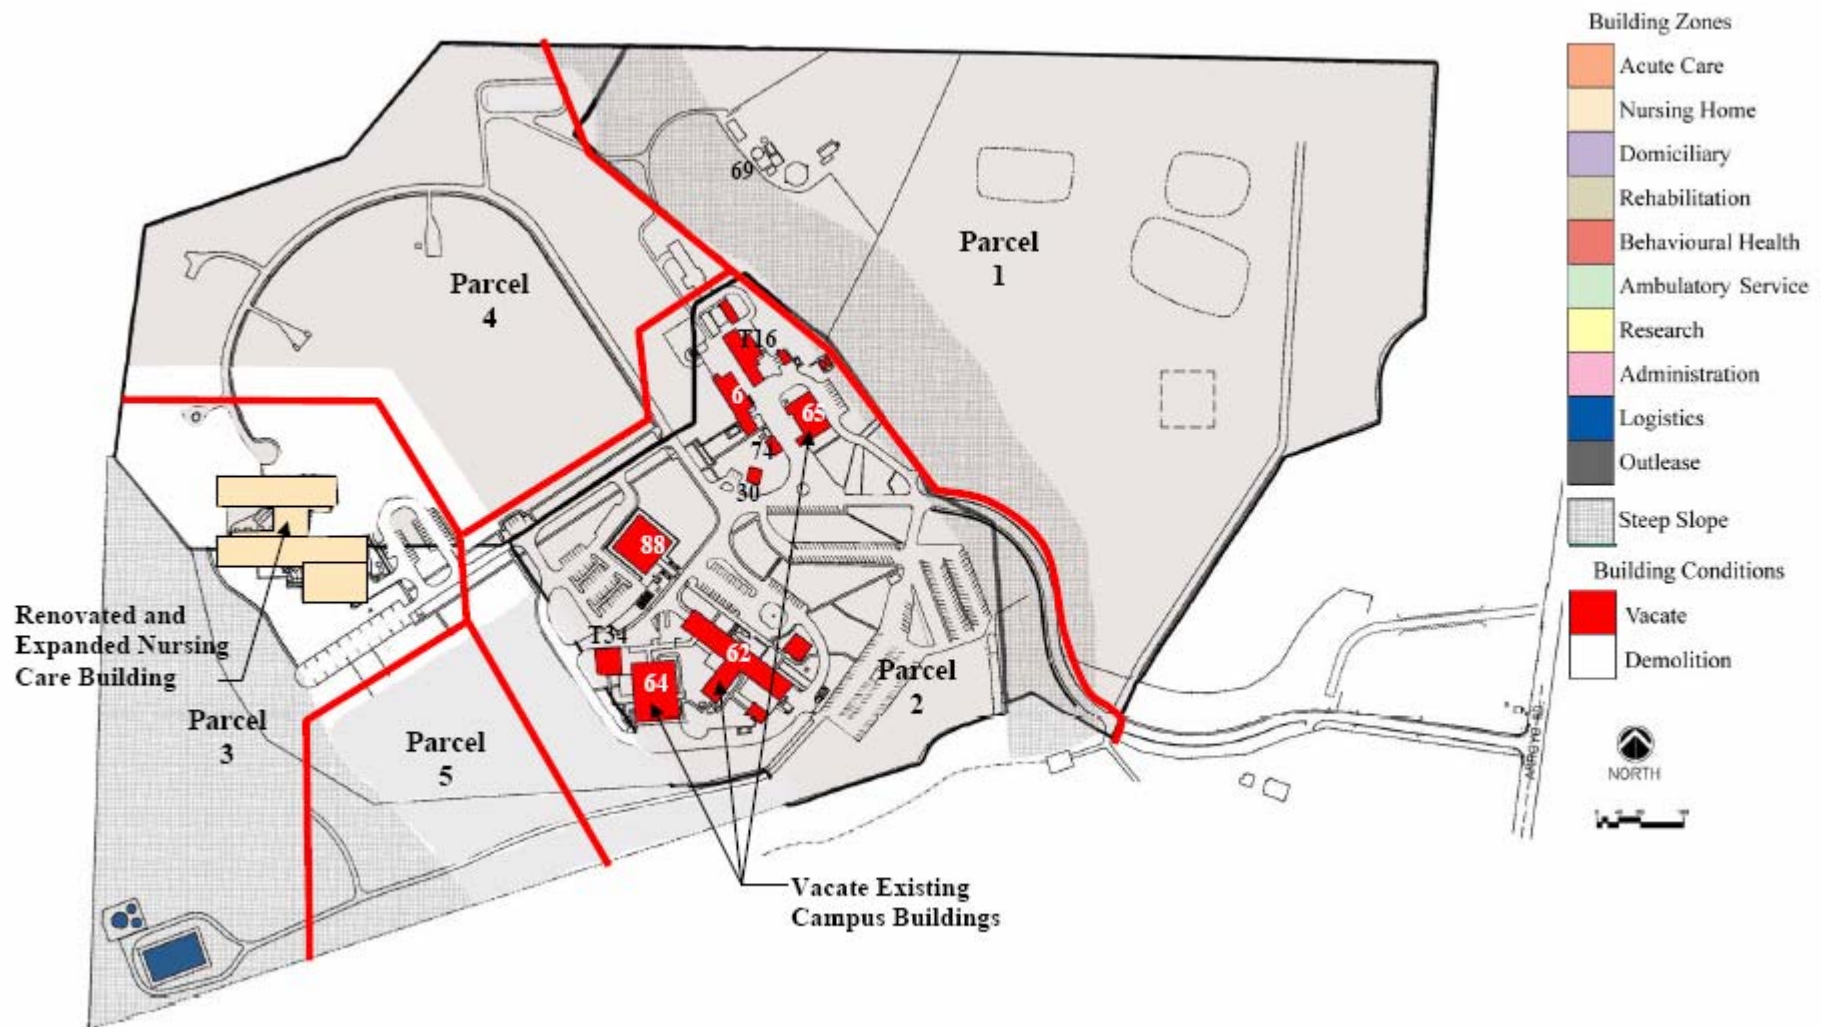 Building Zones
Acute Care
Nursing Home
Domiciliary
Rehabilitation
Behavioural Health
Ambulatory Service
Research
Administration
Logistics
Outlease
Steep Slope
Building Conditions
Vacate
Demolition
NORTH
ARROYO RD
69
Parcel
1
Parcel
4
T16
6
65
74
30
88
T34
62
64
Parcel
2
Renovated and
Expanded Nursing
Care Building
Parcel
3
Parcel
5
Vacate Existing
Campus Buildings